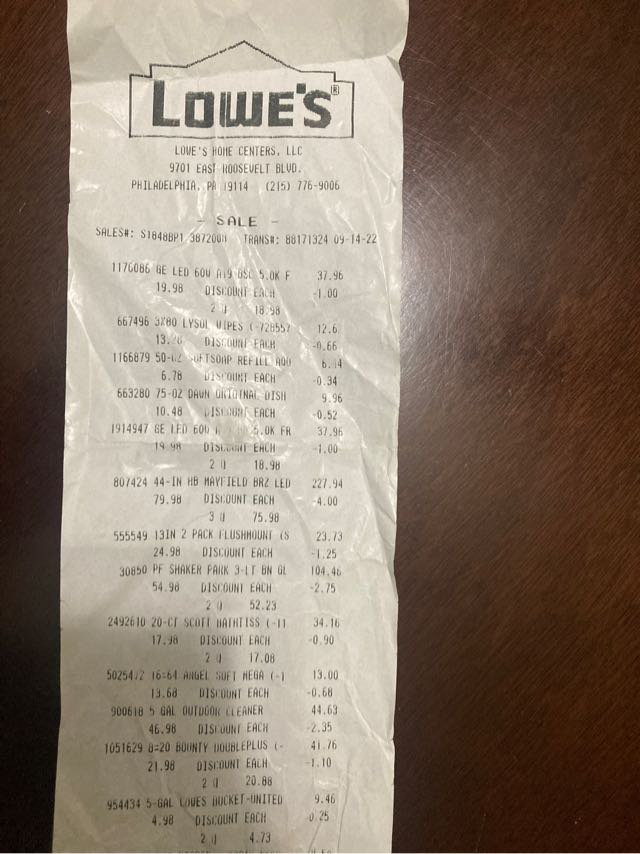 LOWE'S®
LOWE'S HOME CENTERS, LLC
9701 EAST ROOSEVELT BLVD.
PHILADELPHIA, PA 19114 (215) 776-9006
- SALE -
SALES#: S1848BP1 TRANS#: 88171324 09-14-22
1176086 GE LED 60W A19 DSC 5.0K F 37.96
19.98 DISCOUNT EACH -1.00
2 @ 18.98
667496 3X80 LYSOL WIPES 12.6
DISCOUNT EACH -0.66
1166879 50-OZ SOFTSOAP REFILL
6.78 DISCOUNT EACH -0.34
663280 75-OZ DAWN ORIGINAL DISH 9.96
10.48 DISCOUNT EACH -0.52
1914947 GE LED 60W 5.0K FR 37.96
19.98 DISCOUNT EACH -1.00
2 @ 18.98
807424 44-IN HB MAYFIELD BRZ LED 227.94
79.98 DISCOUNT EACH -4.00
3 @ 75.98
555549 13IN 2 PACK FLUSHMOUNT (S 23.73
24.98 DISCOUNT EACH -1.25
30850 PF SHAKER PARK 3-LT BN GL 104.46
54.98 DISCOUNT EACH -2.75
2 @ 52.23
2492610 20-CT SCOTT BATHTISS (-11 34.16
17.98 DISCOUNT EACH -0.90
2 @ 17.08
16=64 ANGEL SOFT MEGA (-1 13.00
13.68 DISCOUNT EACH -0.68
900618 5 GAL OUTDOOR CLEANER 44.63
46.98 DISCOUNT EACH -2.35
1051629 8=20 BOUNTY DOUBLEPLUS (- 41.76
21.98 DISCOUNT EACH -1.10
2 @ 20.88
954434 5-GAL LOWES BUCKET-UNITED 9.46
4.98 DISCOUNT EACH 0.25
2 @ 4.73